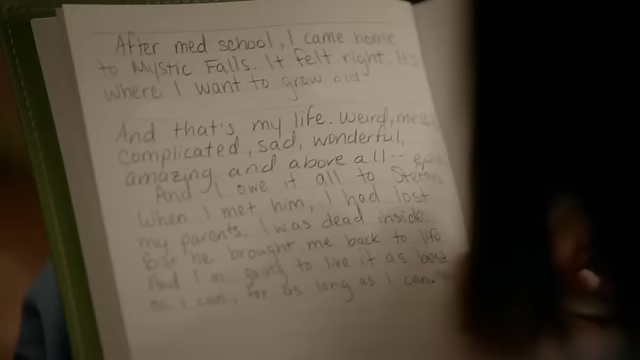 After med school, I came home
to Mystic Falls. It felt right. It's
where I want to grow old
And that's my life. Weird, messy
complicated, sad, wonderful,
amazing and above all-- epic
And I owe it all to Stefan
When I met him, I had lost
my parents. I was dead inside
But he brought me back to life
And I'm going to live it as best
as I can, for as long as I can.